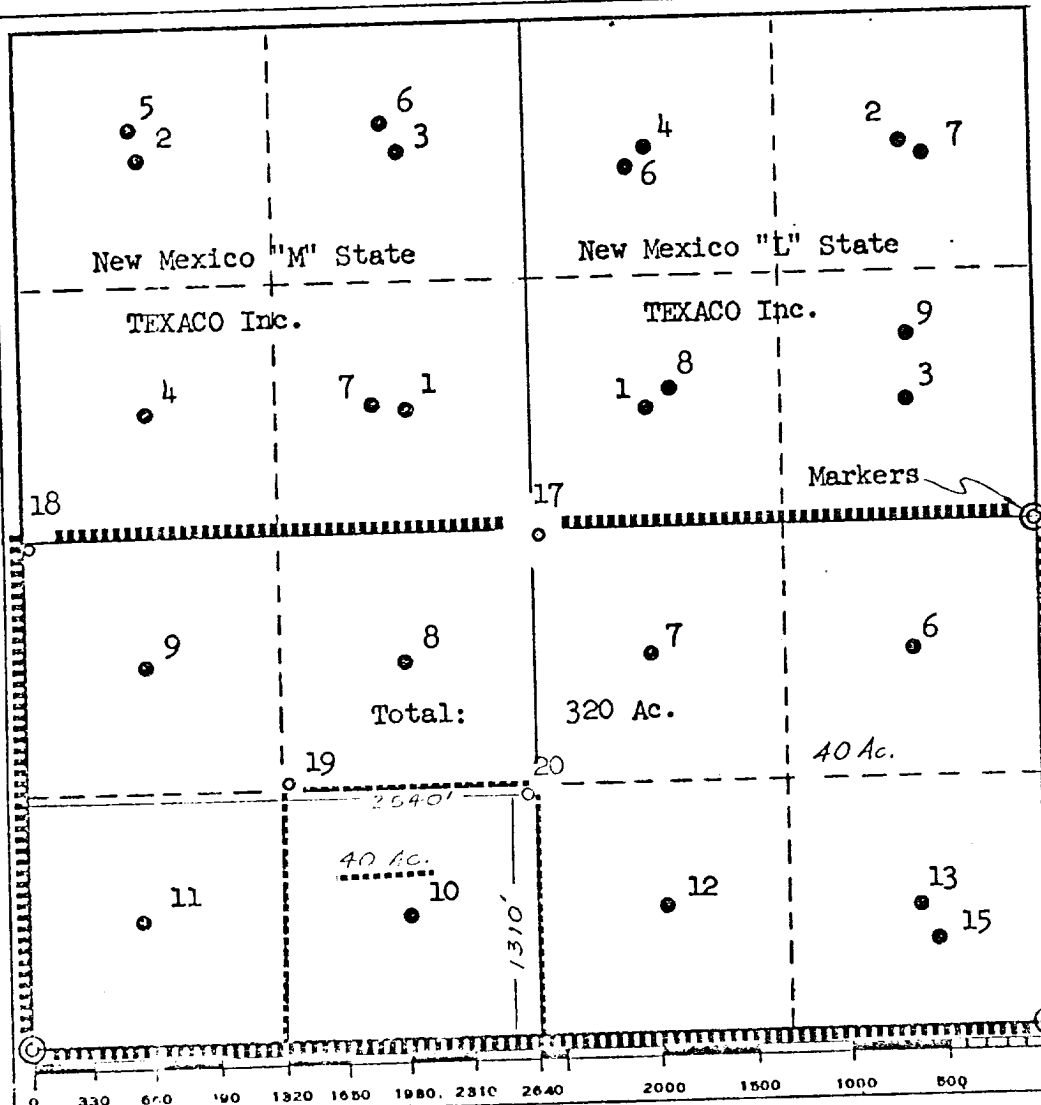 5 6 4 2 7
2 3 6
New Mexico "M" State New Mexico "L" State
TEXACO Inc. TEXACO Inc. 9
4 7 1 1 8 3
Markers
18 17
9 8 7 6
Total: 320 Ac.
40 Ac.
19 20
2640'
40 Ac.
11 10 12 13
1310' 15
0 330 660 1320 1650 1980. 2310 2640 2000 1500 1000 500